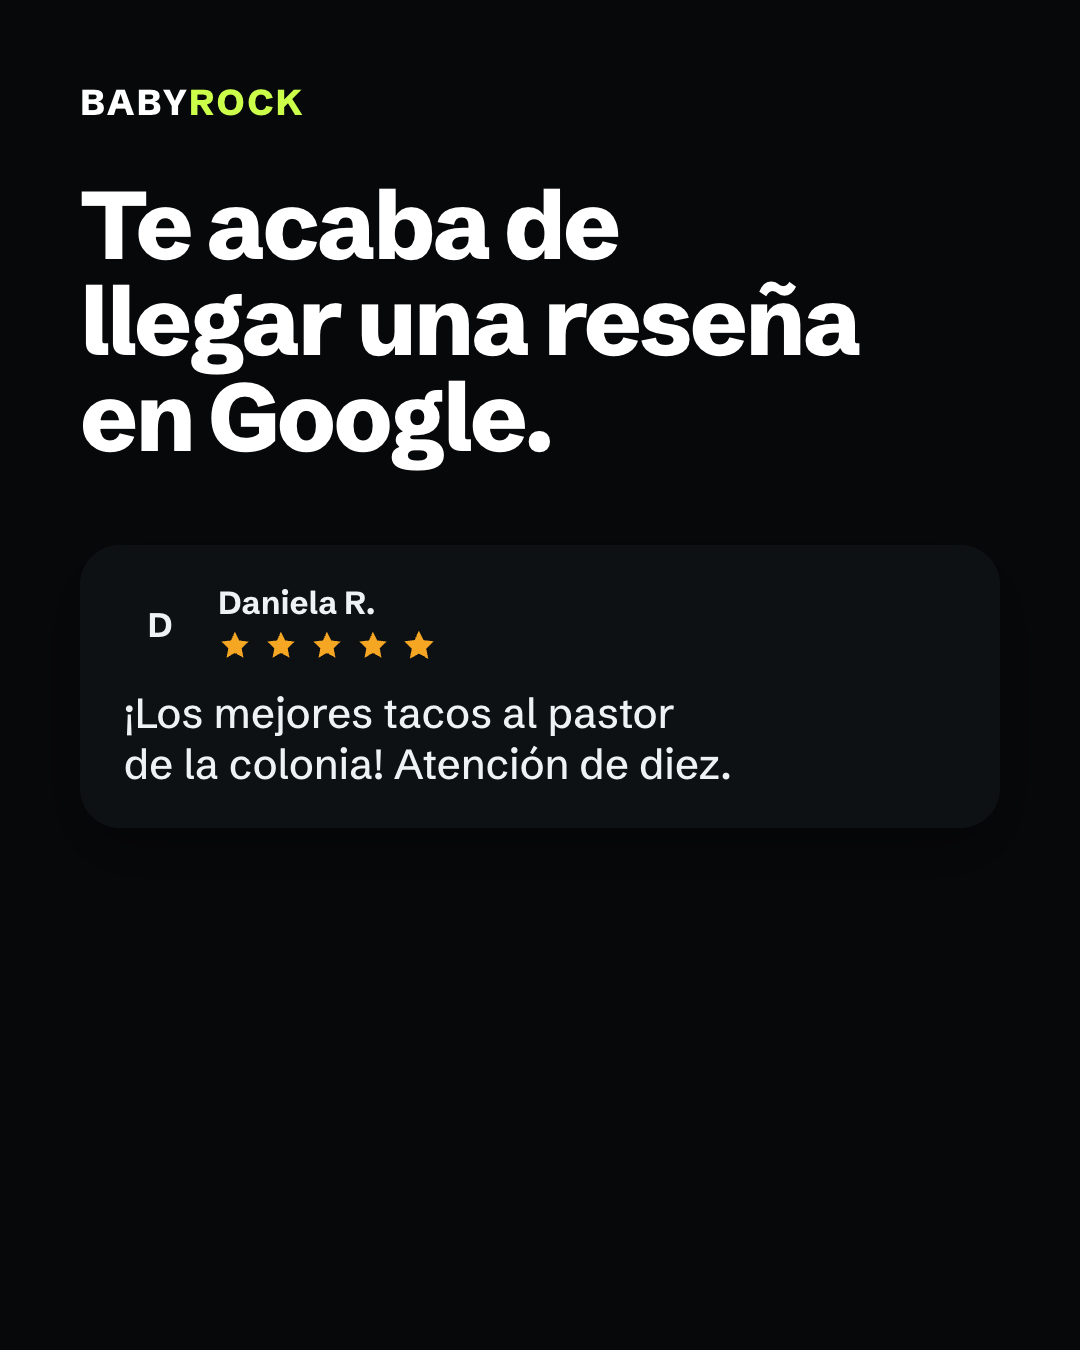 BABYROCK
Te acaba de
llegar una reseña
en Google.
D
Daniela R.
¡Los mejores tacos al pastor
de la colonia! Atención de diez.